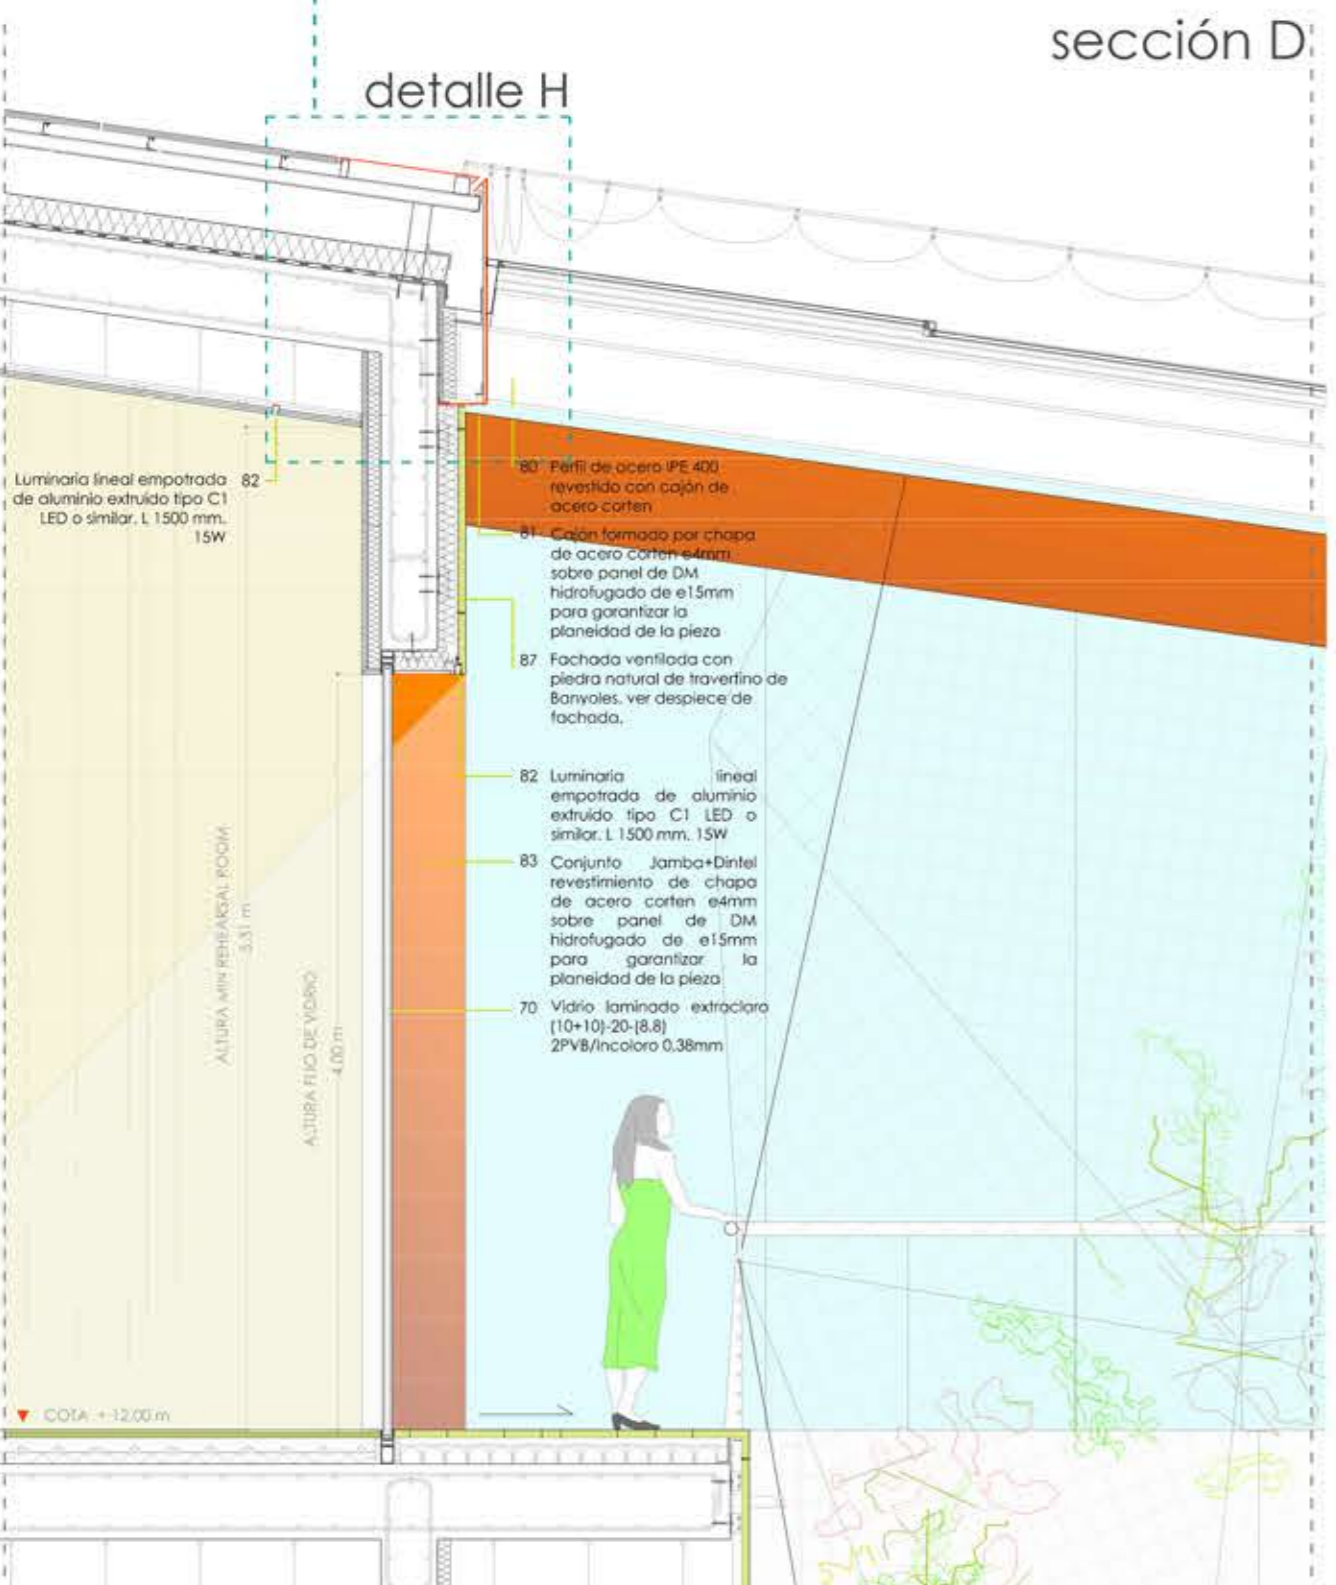 sección D
detalle H
Luminaria lineal empotrada
de aluminio extruido tipo C1
LED o similar. L 1500 mm.
15W
82
80 Perfil de acero IPE 400
revestido con cajón de
acero corten
81 Cajón formado por chapa
de acero corten e4mm
sobre panel de DM
hidrofugado de e15mm
para garantizar la
planeidad de la pieza
87 Fachada ventilada con
piedra natural de travertino de
Banyoles, ver despiece de
fachada.
82 Luminaria lineal
empotrada de aluminio
extruido tipo C1 LED o
similar. L 1500 mm. 15W
83 Conjunto Jamba+Dintel
revestimiento de chapa
de acero corten e4mm
sobre panel de DM
hidrofugado de e15mm
para garantizar la
planeidad de la pieza
70 Vidrio laminado extraclaro
(10+10)-20-(8.8)
2PVB/Incoloro 0,38mm
ALTURA MIN REHEARSAL ROOM
5.31 m
ALTURA FIJO DE VIDRIO
4.00 m
COTA + 12.00 m